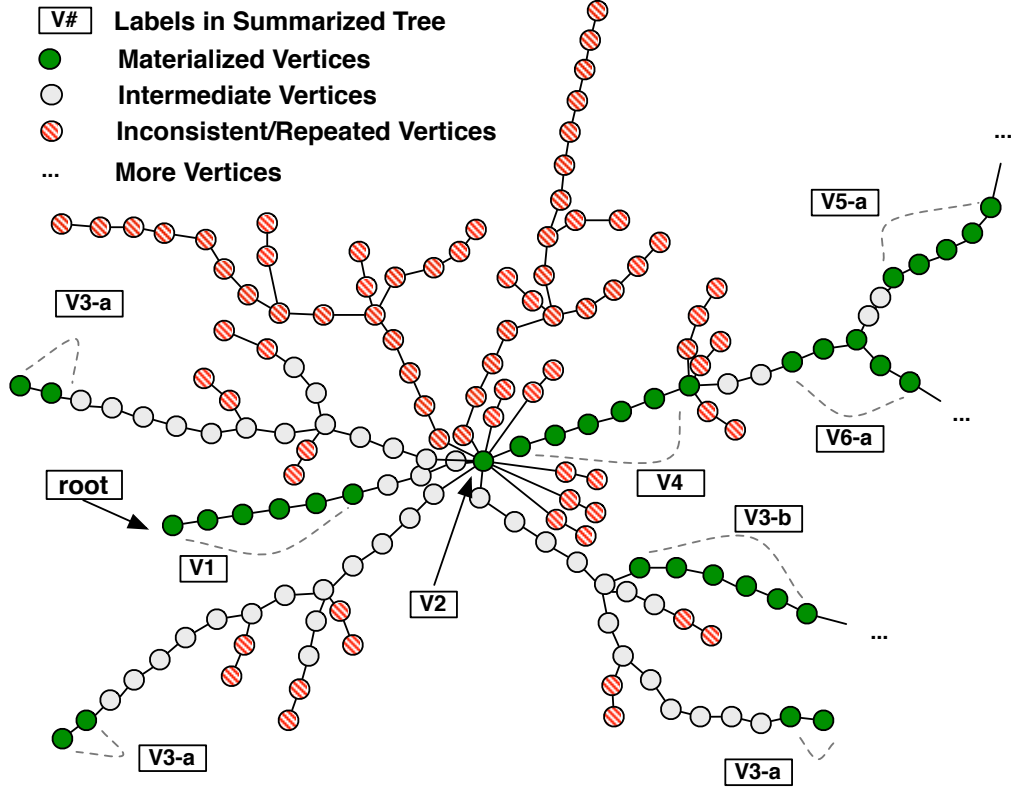 V# Labels in Summarized Tree
Materialized Vertices
Intermediate Vertices
Inconsistent/Repeated Vertices
... More Vertices
...
V5-a
V3-a
...
V6-a
root
V4
V3-b
V1
V2
...
V3-a
V3-a